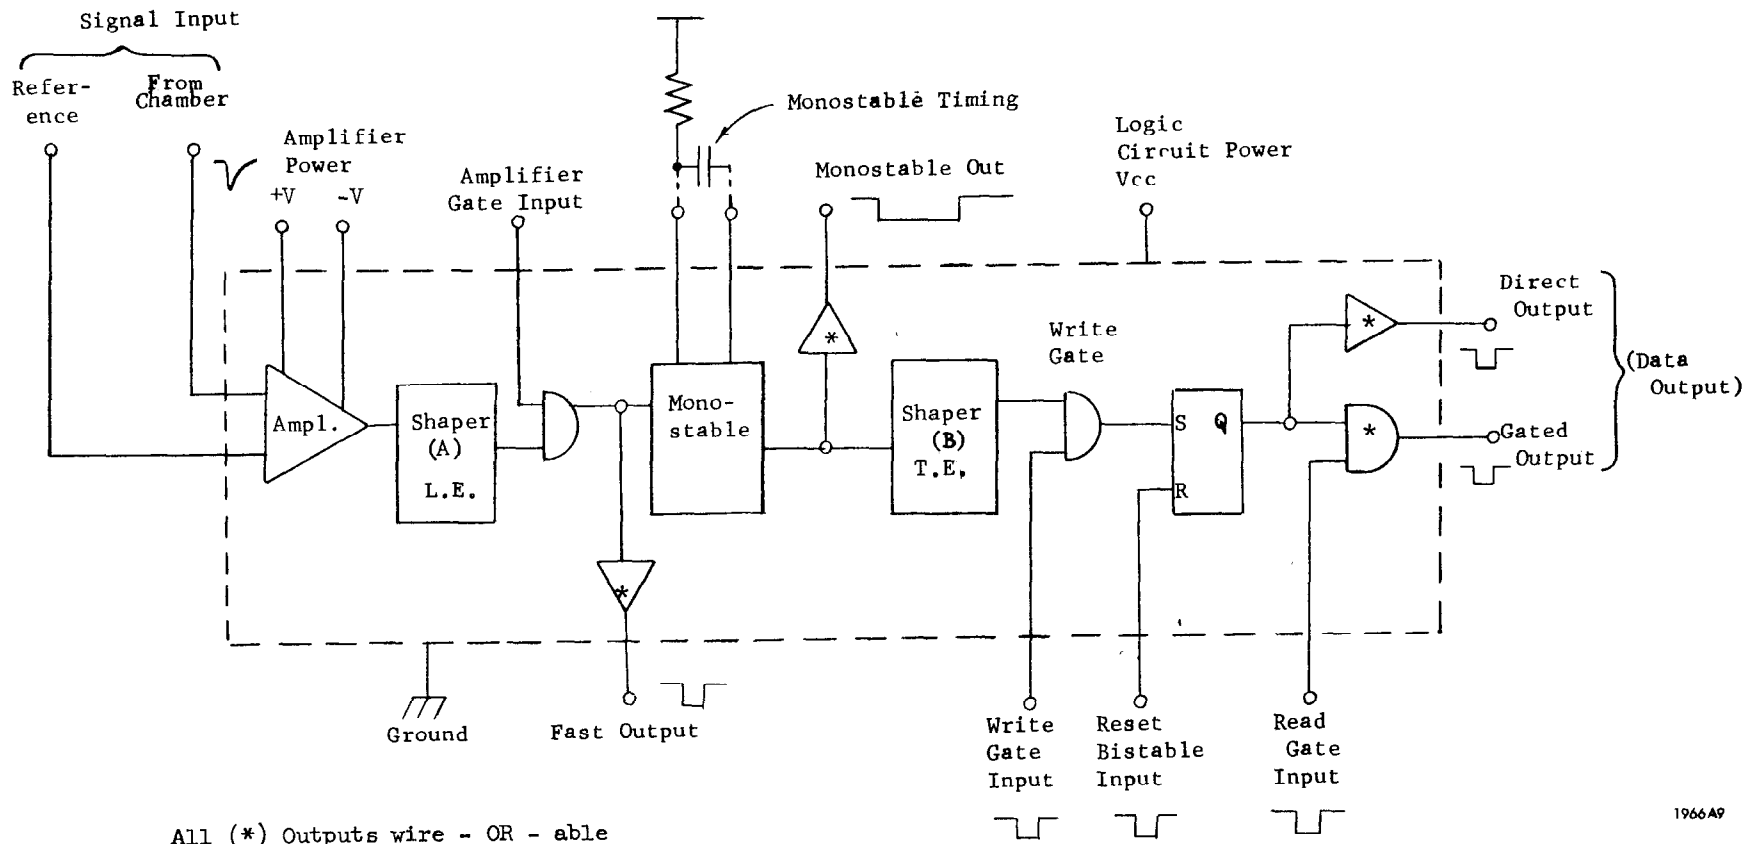 Signal Input
Refer-
ence
From
Chamber
Amplifier
Power
+V
-V
Amplifier
Gate Input
Monostable Timing
Monostable Out
Logic
Circuit Power
Vcc
Ampl.
Shaper
(A)
L.E.
Mono-
stable
*
Shaper
(B)
T.E.
Write
Gate
S
Q
R
*
*
Direct
Output
Gated
Output
(Data
Output)
*
Ground
Fast Output
Write
Gate
Input
Reset
Bistable
Input
Read
Gate
Input
All (*) Outputs wire - OR - able
1966A9